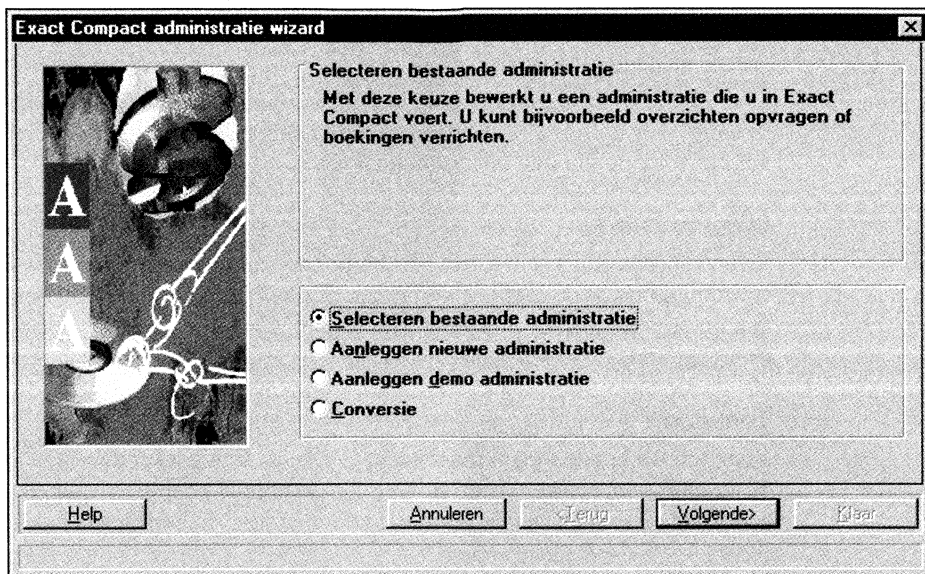 Exact Compact administratie wizard
Selecteren bestaande administratie
Met deze keuze bewerkt u een administratie die u in Exact
Compact voert. U kunt bijvoorbeeld overzichten opvragen of
boekingen verrichten.
A
A
A
Selecteren bestaande administratie
Aanleggen nieuwe administratie
Aanleggen demo administratie
Conversie
Help
Annuleren
<Terug
Volgende>
Klaar